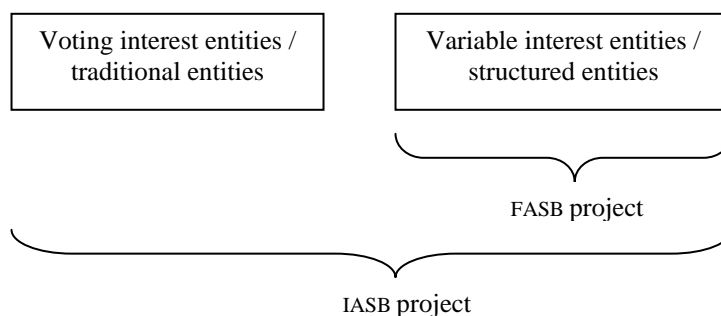 Voting interest entities /
traditional entities
Variable interest entities /
structured entities
FASB project
IASB project